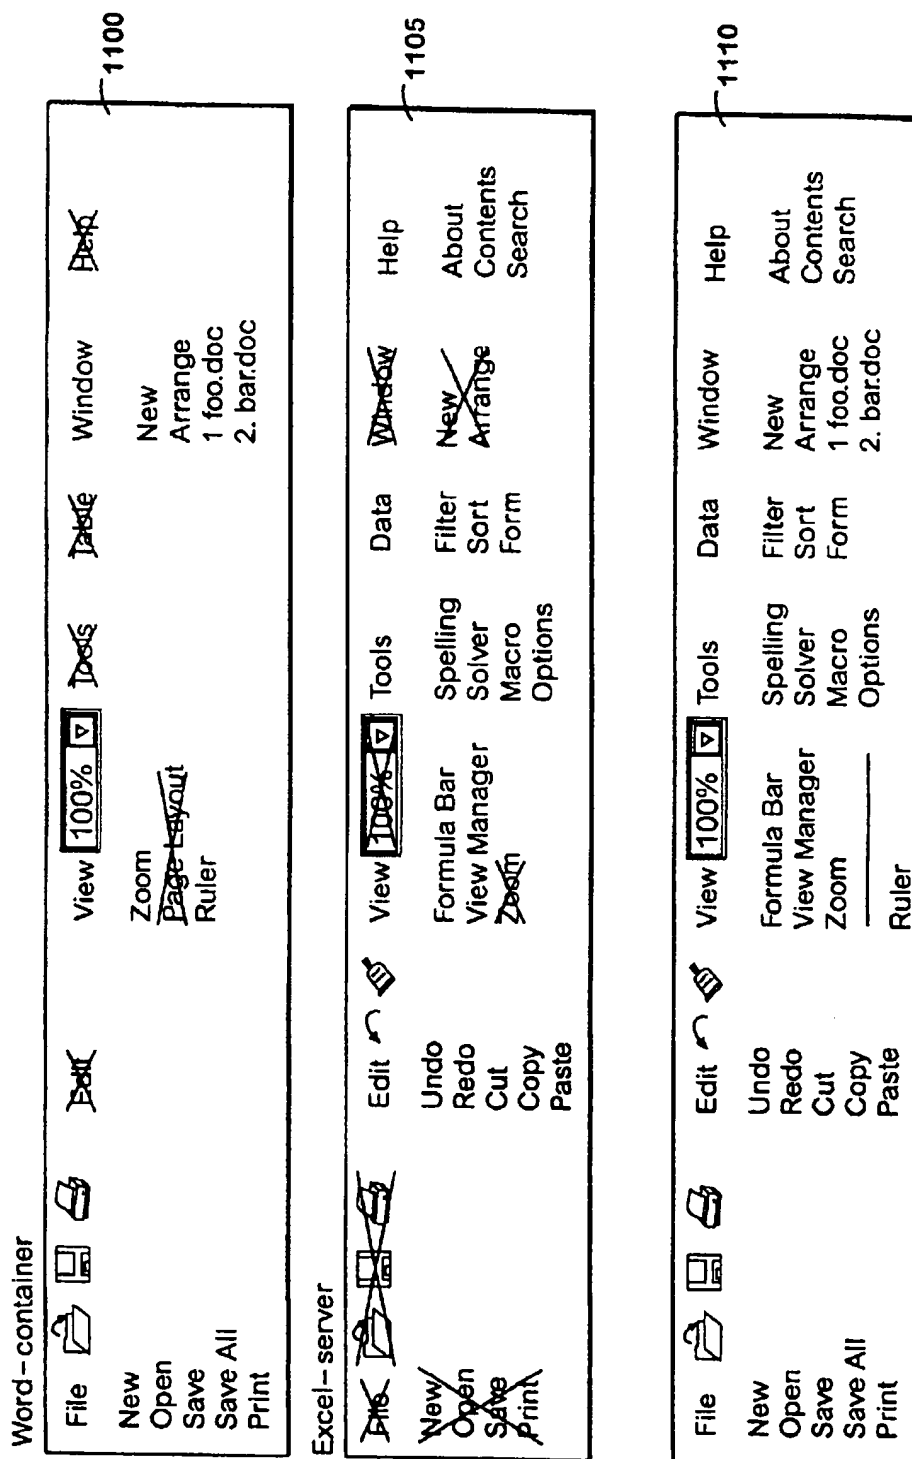 Word-container
1100
File Edit View 100% Tools Table Window Help
New
Open
Save
Save All
Print
Zoom
Page Layout
Ruler
New
Arrange
1 foo.doc
2. bar.doc
Excel-server
1105
File Edit View 100% Tools Data Window Help
New
Open
Save
Print
Undo
Redo
Cut
Copy
Paste
Formula Bar
View Manager
Zoom
Spelling
Solver
Macro
Options
Filter
Sort
Form
New
Arrange
About
Contents
Search
1110
File Edit View 100% Tools Data Window Help
New
Open
Save
Save All
Print
Undo
Redo
Cut
Copy
Paste
Formula Bar
View Manager
Zoom
Ruler
Spelling
Solver
Macro
Options
Filter
Sort
Form
New
Arrange
1 foo.doc
2. bar.doc
About
Contents
Search